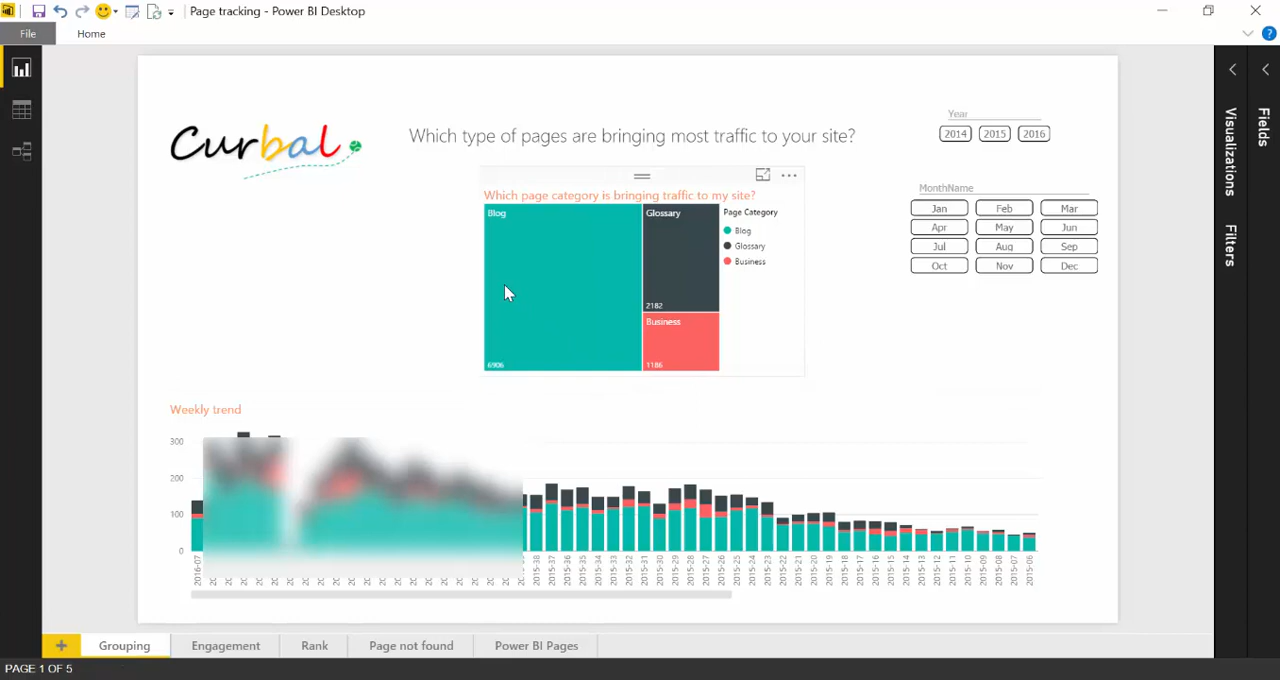 Page tracking - Power BI Desktop
File
Home
?
Curbal
Which type of pages are bringing most traffic to your site?
Year
2014 2015 2016
MonthName
Jan Feb Mar
Apr May Jun
Jul Aug Sep
Oct Nov Dec
Which page category is bringing traffic to my site?
Blog
6906
Glossary
2182
Business
1186
Page Category
Blog
Glossary
Business
Visualizations
Filters
Fields
Weekly trend
300
200
100
0
2016-07
2015-38
2015-37
2015-36
2015-35
2015-34
2015-33
2015-32
2015-31
2015-30
2015-29
2015-28
2015-27
2015-26
2015-25
2015-24
2015-23
2015-22
2015-21
2015-20
2015-19
2015-18
2015-17
2015-16
2015-15
2015-14
2015-13
2015-12
2015-11
2015-10
2015-09
2015-08
2015-07
2015-06
+
Grouping
Engagement
Rank
Page not found
Power BI Pages
PAGE 1 OF 5